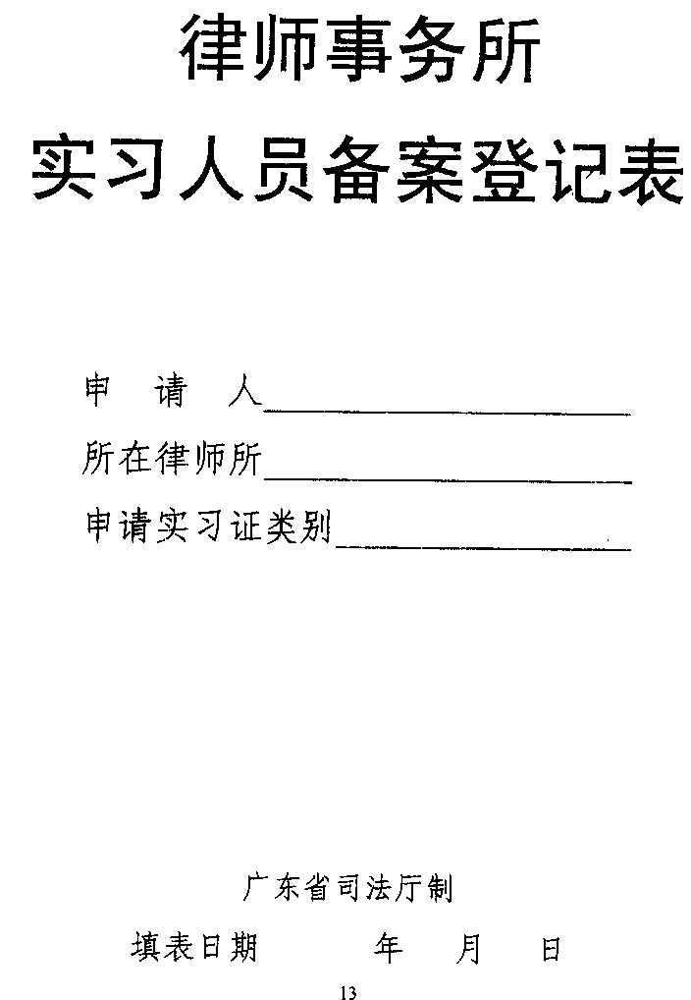 律师事务所
实习人员备案登记表
申 请 人
所在律师所
申请实习证类别
广东省司法厅制
填表日期 年 月 日
13